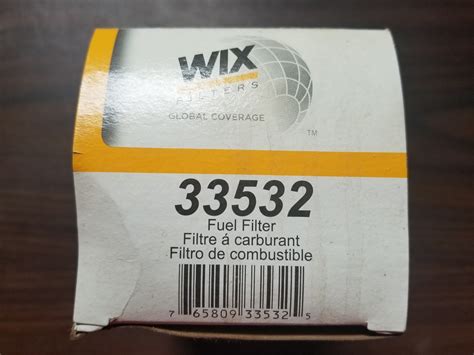 WIX
FILTERS
GLOBAL COVERAGE
TM
33532
Fuel Filter
Filtre á carburant
Filtro de combustible
7 65809 33532 5